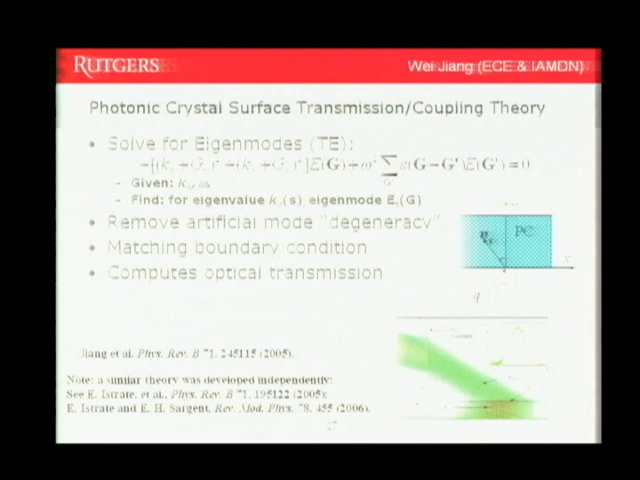 RUTGERS
Wei Jiang (ECE & IAMDN)
Photonic Crystal Surface Transmission/Coupling Theory
• Solve for Eigenmodes (TE):
E(G)+ω² ∑ ε(G−G')E(G') = 0
– Given:
– Find: for eigenvalue eigenmode
• Remove artificial mode "degeneracy"
• Matching boundary condition
• Computes optical transmission
PC
x
Jiang et al. Phys. Rev. B 71, 245115 (2005).
Note: a similar theory was developed independently:
See E. Istrate, et al., Phys. Rev. B 71, 195122 (2005);
E. Istrate and E. H. Sargent, Rev. Mod. Phys. 78, 455 (2006).